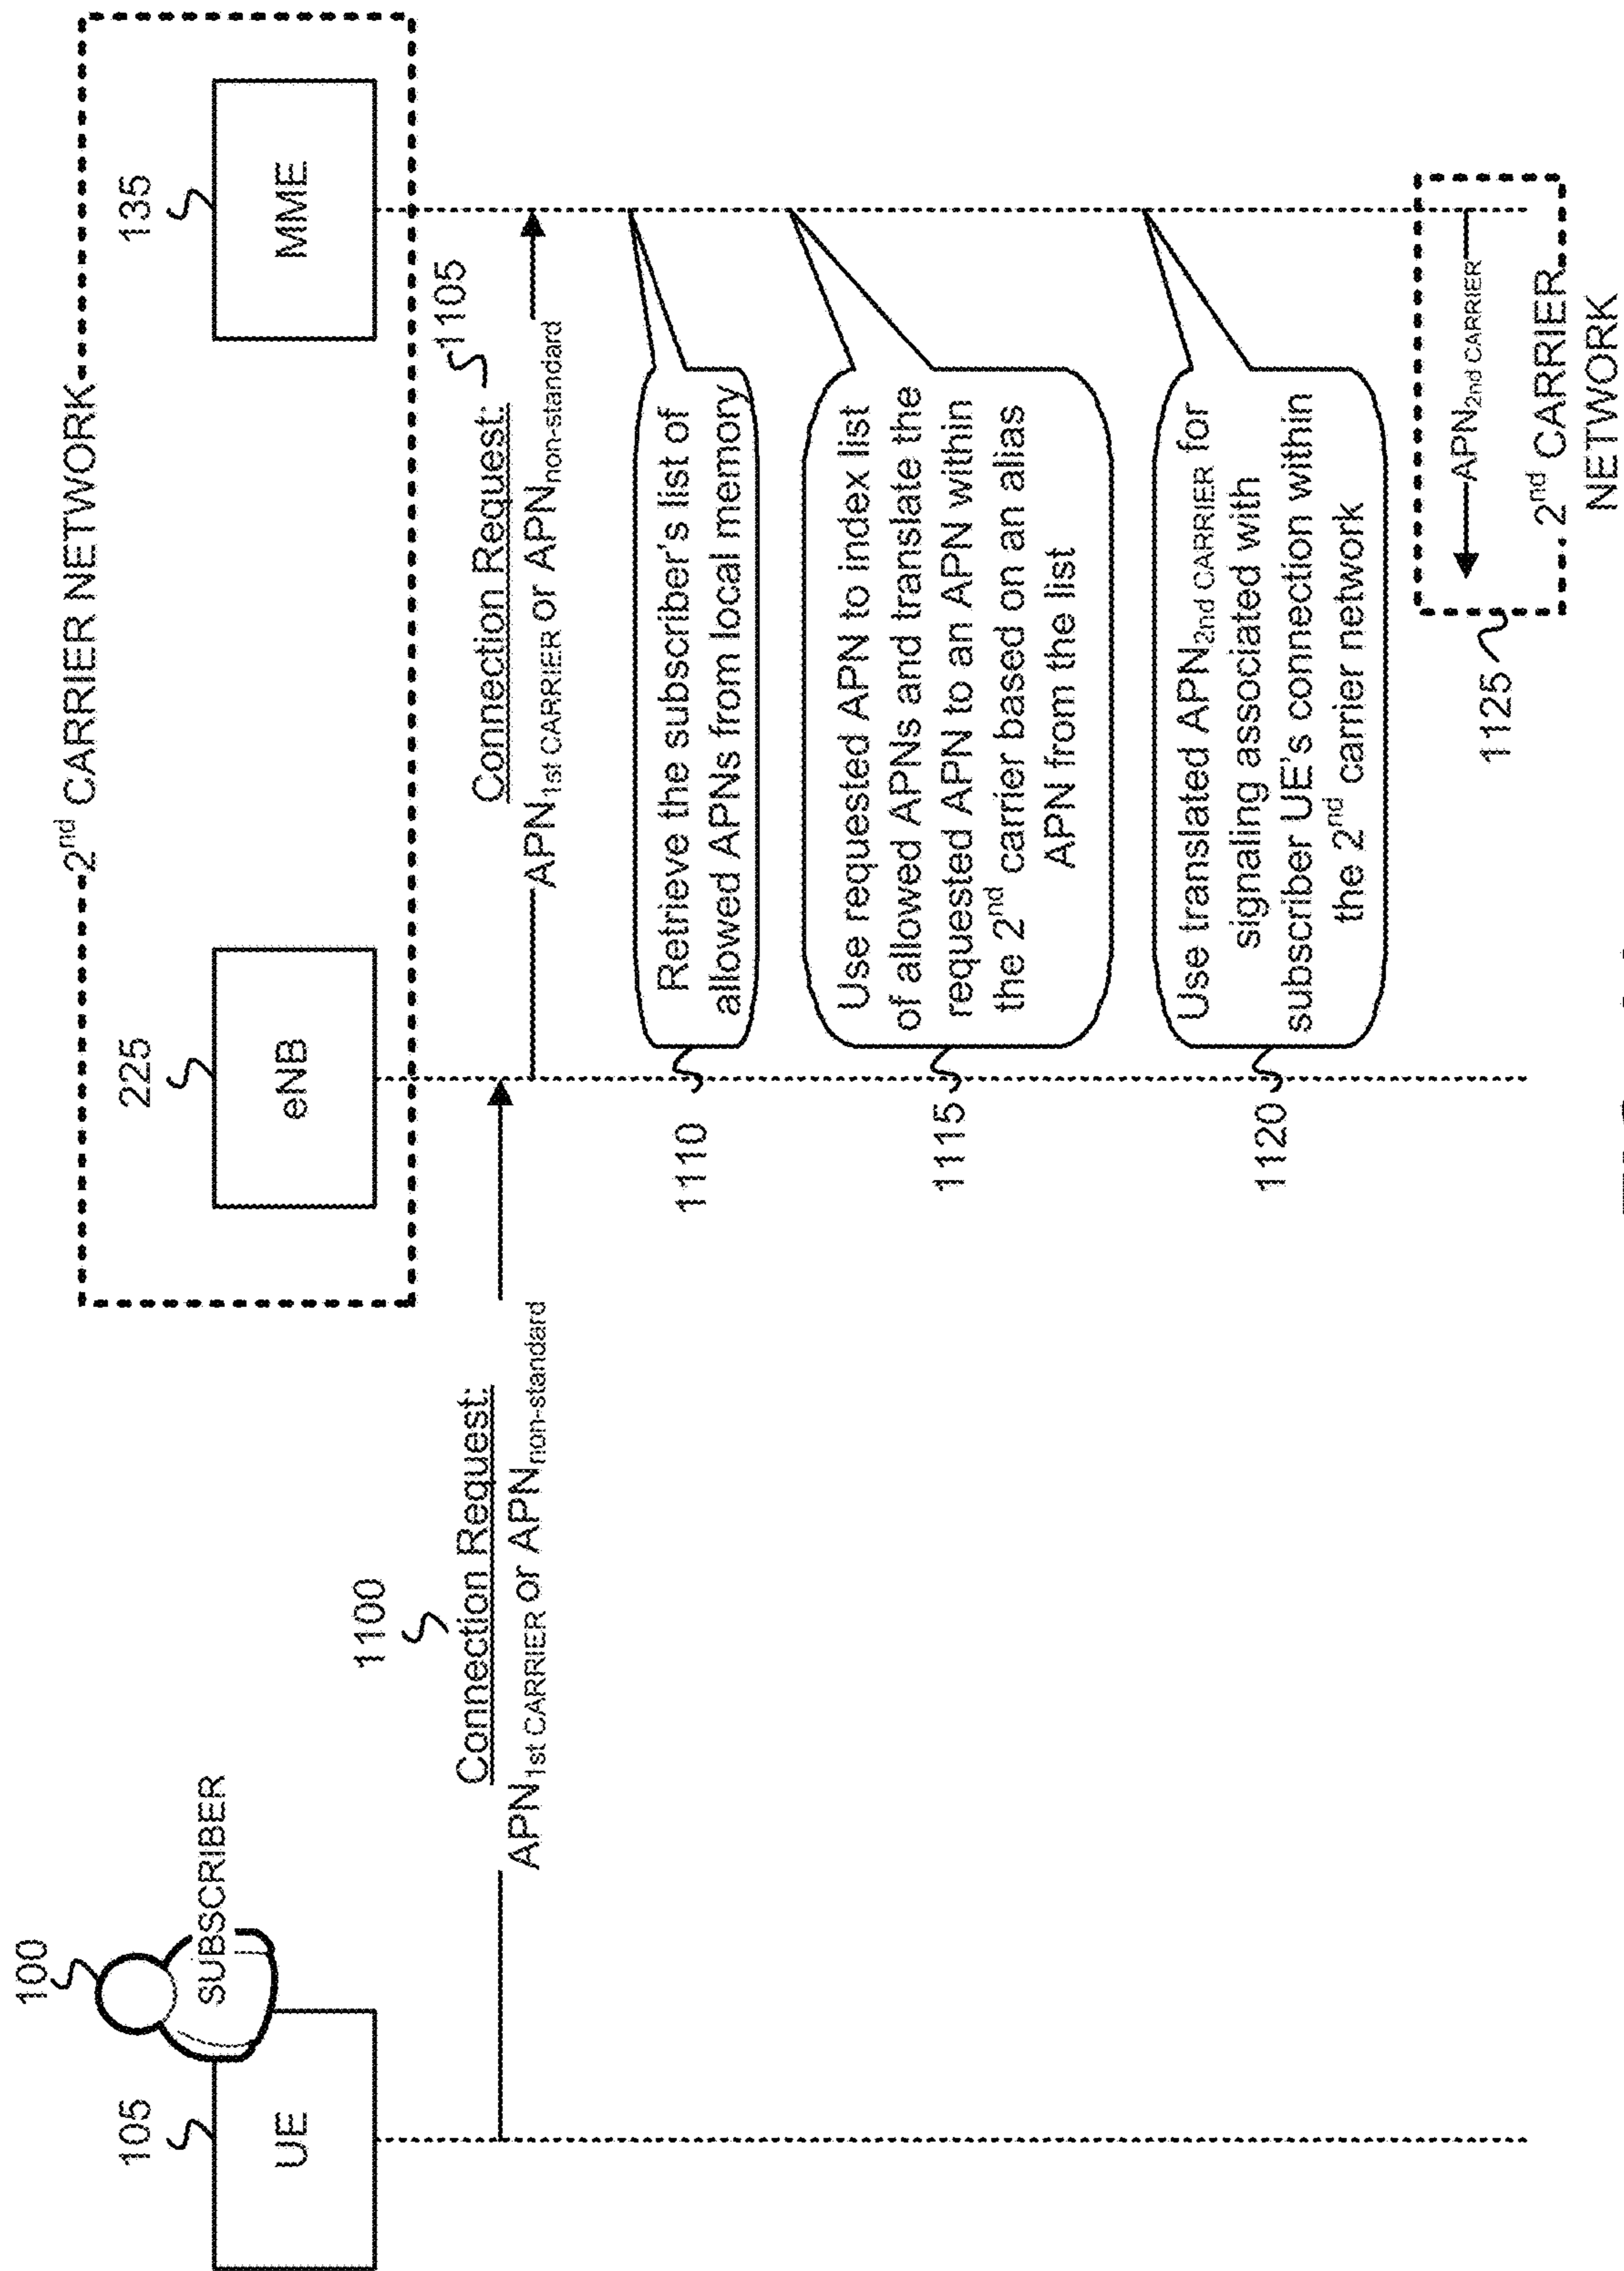 2nd CARRIER NETWORK
100
SUBSCRIBER
105
UE
225
eNB
135
MME
1100
Connection Request:
APN1st CARRIER or APNnon-standard
1105
Connection Request:
APN1st CARRIER or APNnon-standard
1110
Retrieve the subscriber's list of
allowed APNs from local memory
1115
Use requested APN to index list
of allowed APNs and translate the
requested APN to an APN within
the 2nd carrier based on an alias
APN from the list
1120
Use translated APN2nd CARRIER for
signaling associated with
subscriber UE's connection within
the 2nd carrier network
1125
APN2nd CARRIER
2nd CARRIER
NETWORK